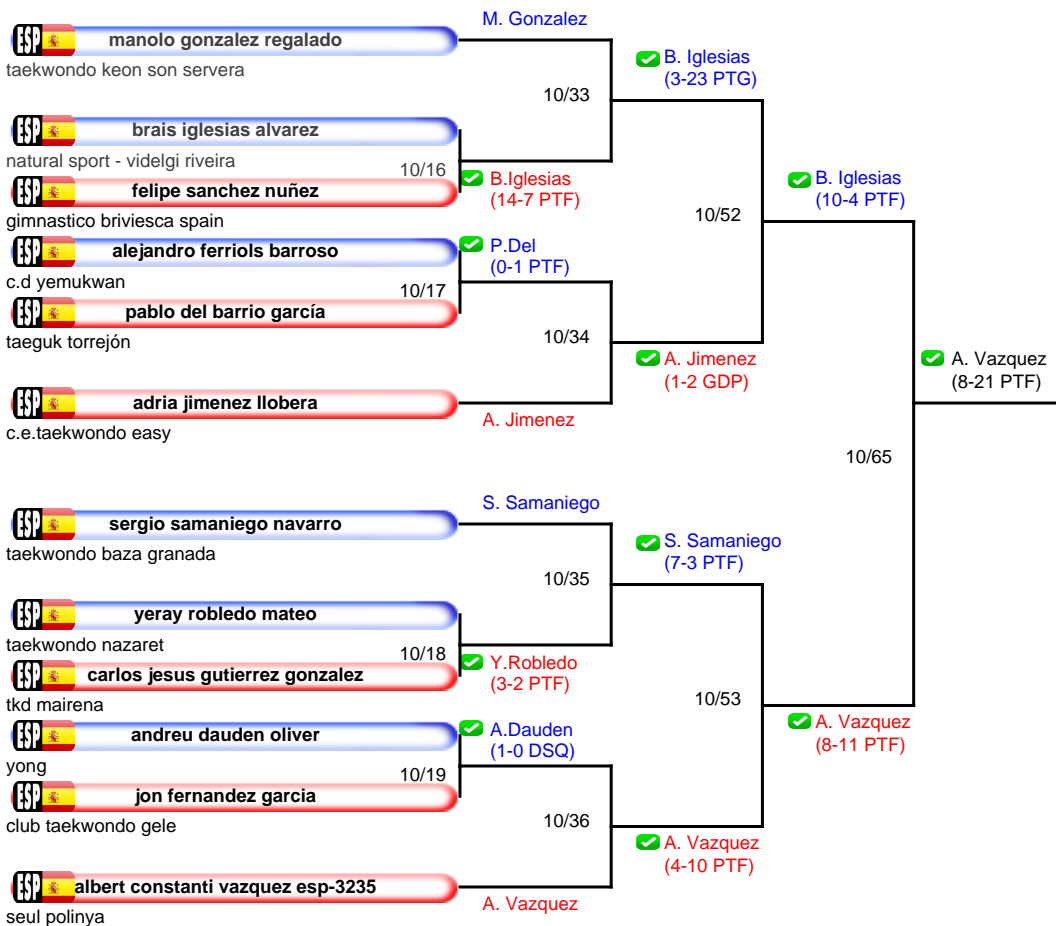 M. Gonzalez
ESP manolo gonzalez regalado
taekwondo keon son servera
B. Iglesias
(3-23 PTG)
10/33
ESP brais iglesias alvarez
natural sport - videlgi riveira
10/16
B.Iglesias
(14-7 PTF)
ESP felipe sanchez nuñez
gimnastico briviesca spain
B. Iglesias
(10-4 PTF)
10/52
ESP alejandro ferriols barroso
c.d yemukwan
P.Del
(0-1 PTF)
10/17
ESP pablo del barrio garcía
taeguk torrejón
10/34
A. Jimenez
(1-2 GDP)
A. Vazquez
(8-21 PTF)
ESP adria jimenez llobera
c.e.taekwondo easy
A. Jimenez
10/65
S. Samaniego
ESP sergio samaniego navarro
taekwondo baza granada
S. Samaniego
(7-3 PTF)
10/35
ESP yeray robledo mateo
taekwondo nazaret
10/18
Y.Robledo
(3-2 PTF)
ESP carlos jesus gutierrez gonzalez
tkd mairena
10/53
A. Vazquez
(8-11 PTF)
ESP andreu dauden oliver
yong
A.Dauden
(1-0 DSQ)
10/19
ESP jon fernandez garcia
club taekwondo gele
10/36
A. Vazquez
(4-10 PTF)
ESP albert constanti vazquez esp-3235
seul polinya
A. Vazquez